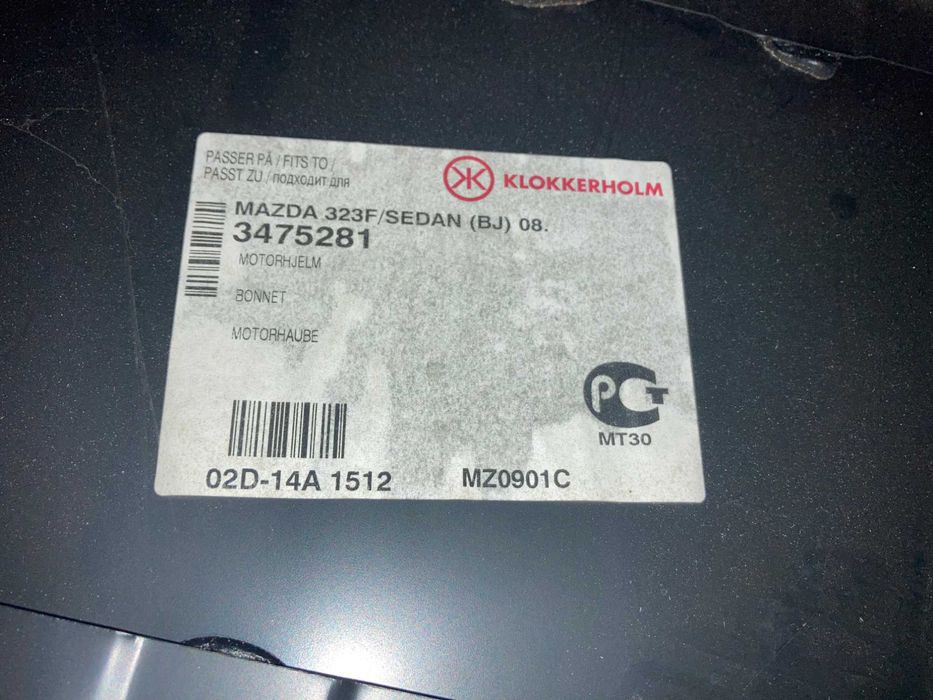 PASSER PÅ / FITS TO /
PASST ZU / ПОДХОДИТ ДЛЯ
KLOKKERHOLM
MAZDA 323F/SEDAN (BJ) 08.
3475281
MOTORHJELM
BONNET
MOTORHAUBE
РСТ
MT30
02D-14A 1512
MZ0901C